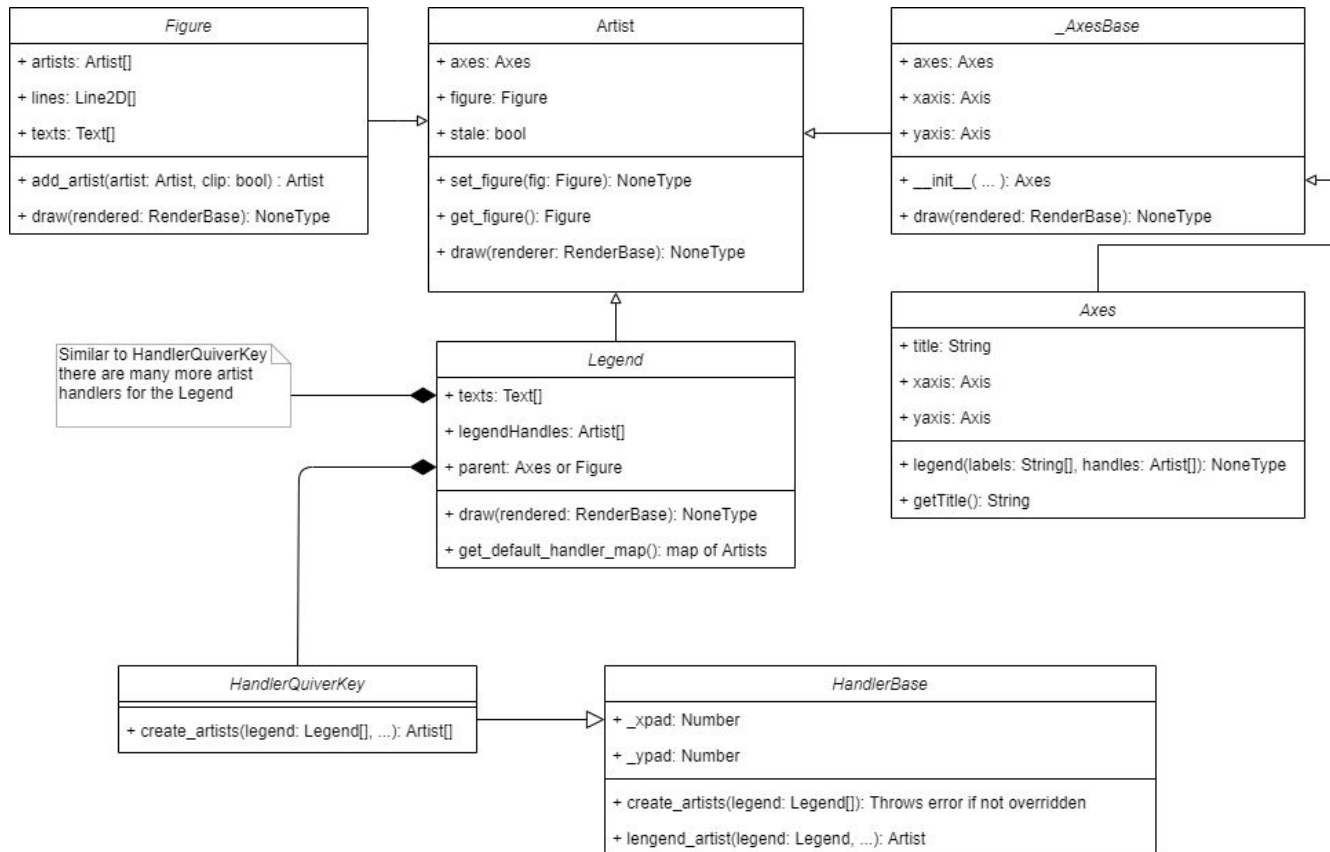 Figure
+ artists: Artist[]
+ lines: Line2D[]
+ texts: Text[]
+ add_artist(artist: Artist, clip: bool) : Artist
+ draw(rendered: RenderBase): NoneType
Artist
+ axes: Axes
+ figure: Figure
+ stale: bool
+ set_figure(fig: Figure): NoneType
+ get_figure(): Figure
+ draw(renderer: RenderBase): NoneType
_AxesBase
+ axes: Axes
+ xaxis: Axis
+ yaxis: Axis
+ __init__( ... ): Axes
+ draw(rendered: RenderBase): NoneType
Similar to HandlerQuiverKey
there are many more artist
handlers for the Legend
Legend
+ texts: Text[]
+ legendHandles: Artist[]
+ parent: Axes or Figure
+ draw(rendered: RenderBase): NoneType
+ get_default_handler_map(): map of Artists
Axes
+ title: String
+ xaxis: Axis
+ yaxis: Axis
+ legend(labels: String[], handles: Artist[]): NoneType
+ getTitle(): String
HandlerQuiverKey
+ create_artists(legend: Legend[], ...): Artist[]
HandlerBase
+ _xpad: Number
+ _ypad: Number
+ create_artists(legend: Legend[]): Throws error if not overridden
+ lengend_artist(legend: Legend, ...): Artist